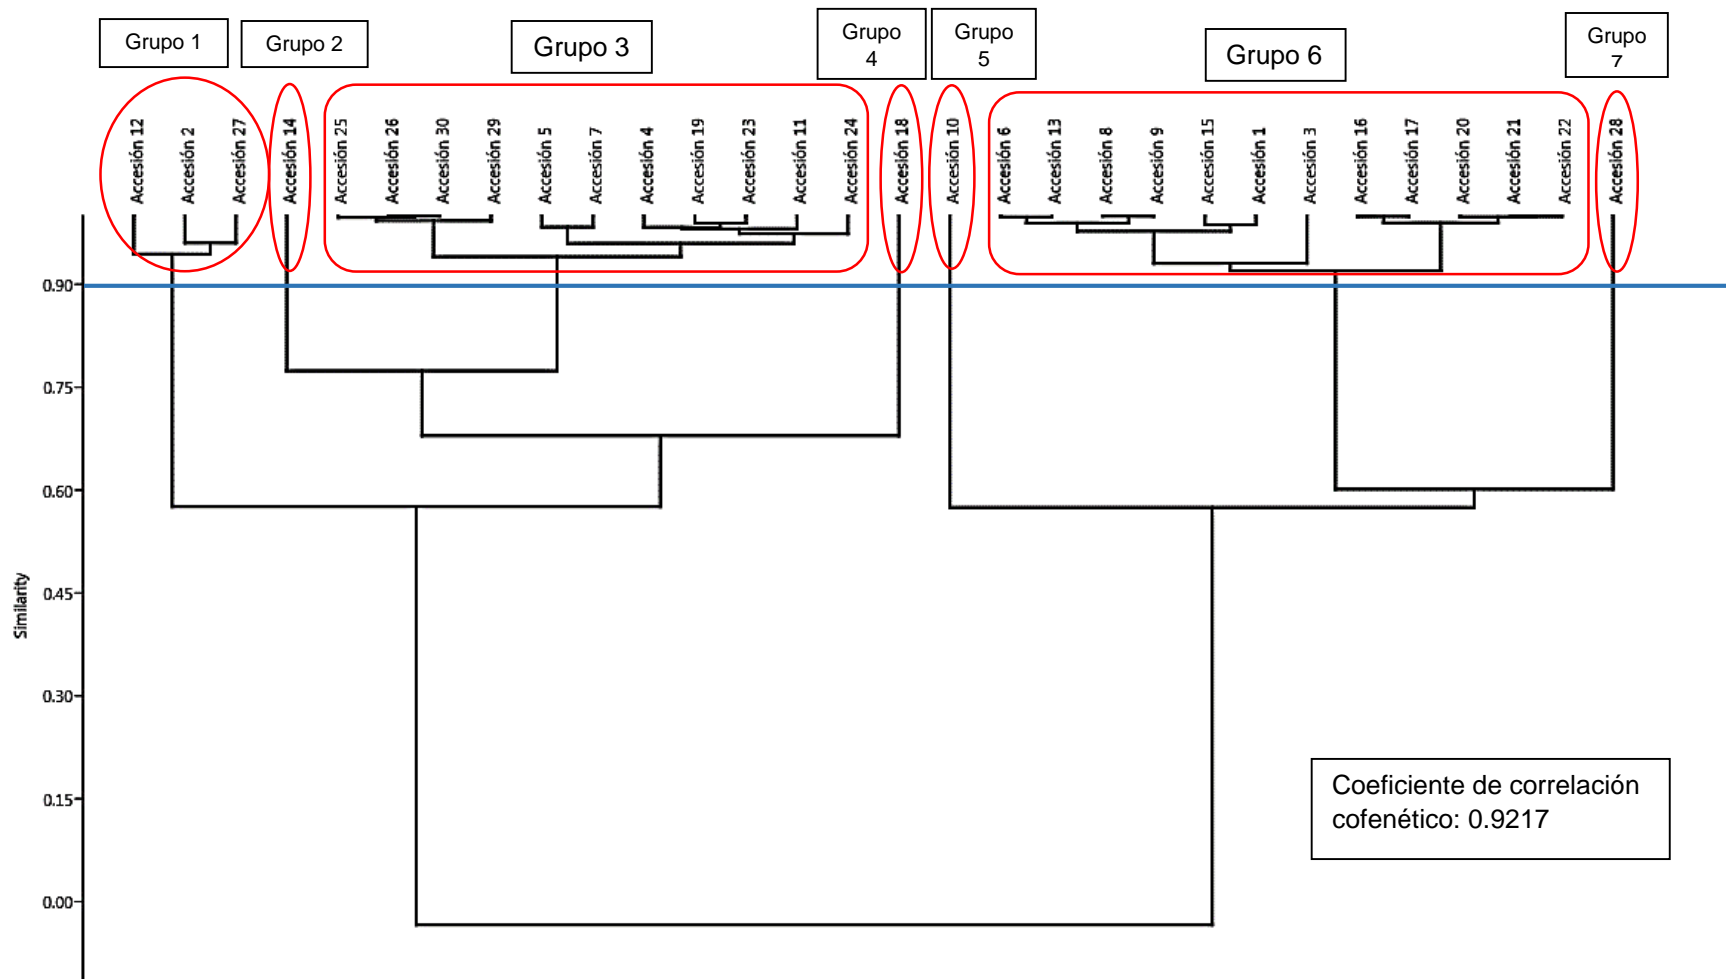 Grupo 1
Grupo 2
Grupo 3
Grupo
4
Grupo
5
Grupo 6
Grupo
7
Accesión 12
Accesión 2
Accesión 27
Accesión 14
Accesión 25
Accesión 26
Accesión 30
Accesión 29
Accesión 5
Accesión 7
Accesión 4
Accesión 19
Accesión 23
Accesión 11
Accesión 24
Accesión 18
Accesión 10
Accesión 6
Accesión 13
Accesión 8
Accesión 9
Accesión 15
Accesión 1
Accesión 3
Accesión 16
Accesión 17
Accesión 20
Accesión 21
Accesión 22
Accesión 28
0.90
0.75
0.60
0.45
0.30
0.15
0.00
Similarity
Coeficiente de correlación
cofenético: 0.9217